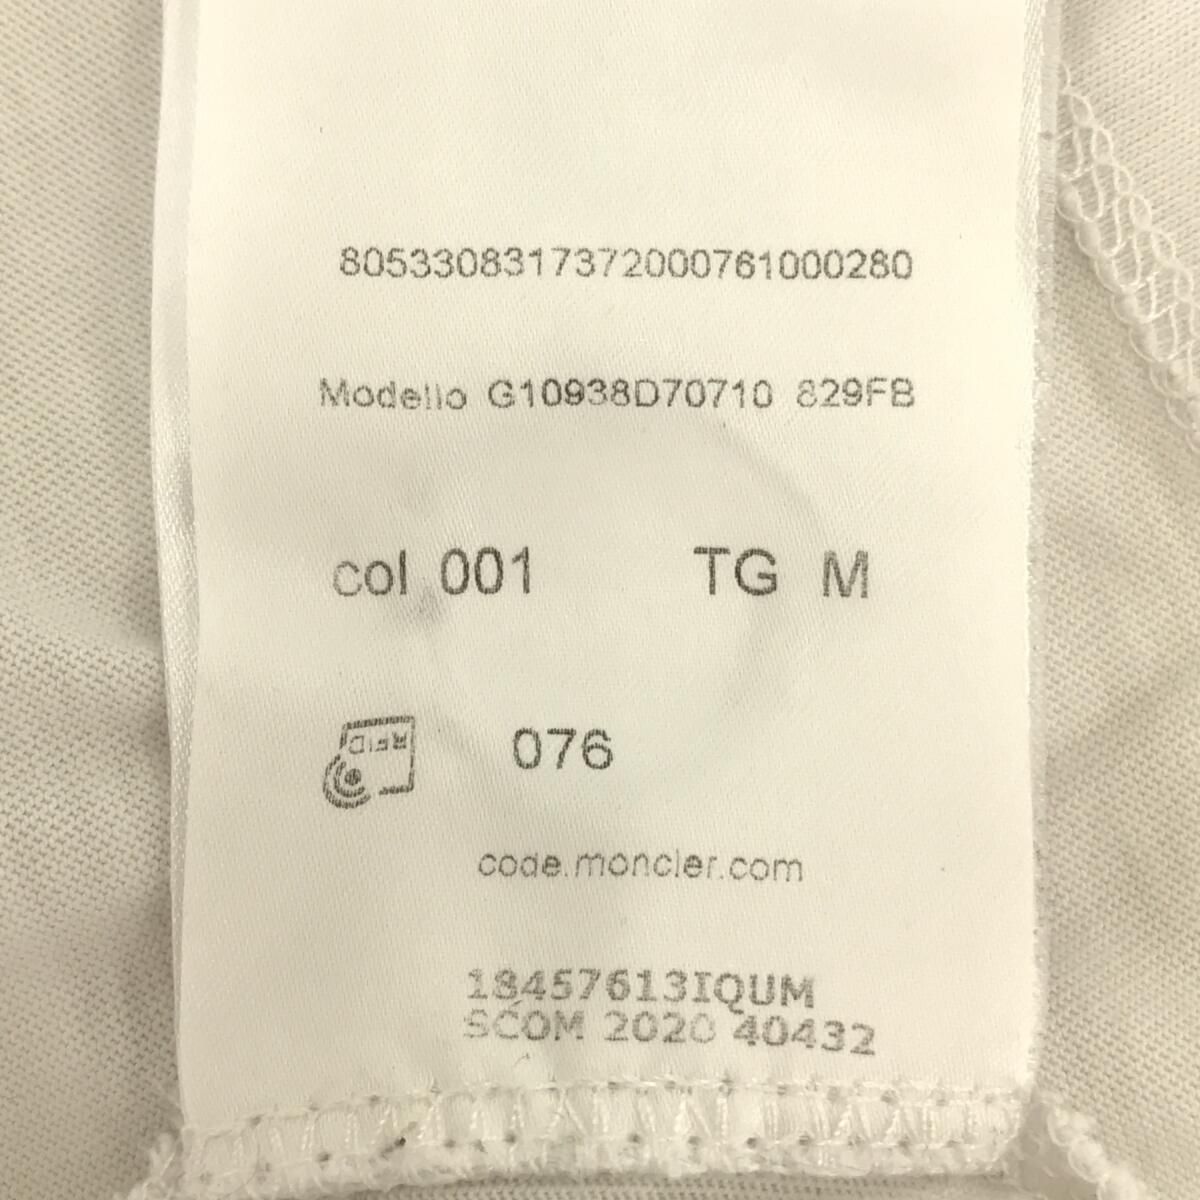 8053308317372000761000280
Modello G10938D70710 829FB
col 001 TG M
RFID
076
code.moncler.com
18457613IQUM
SCOM 2020 40432